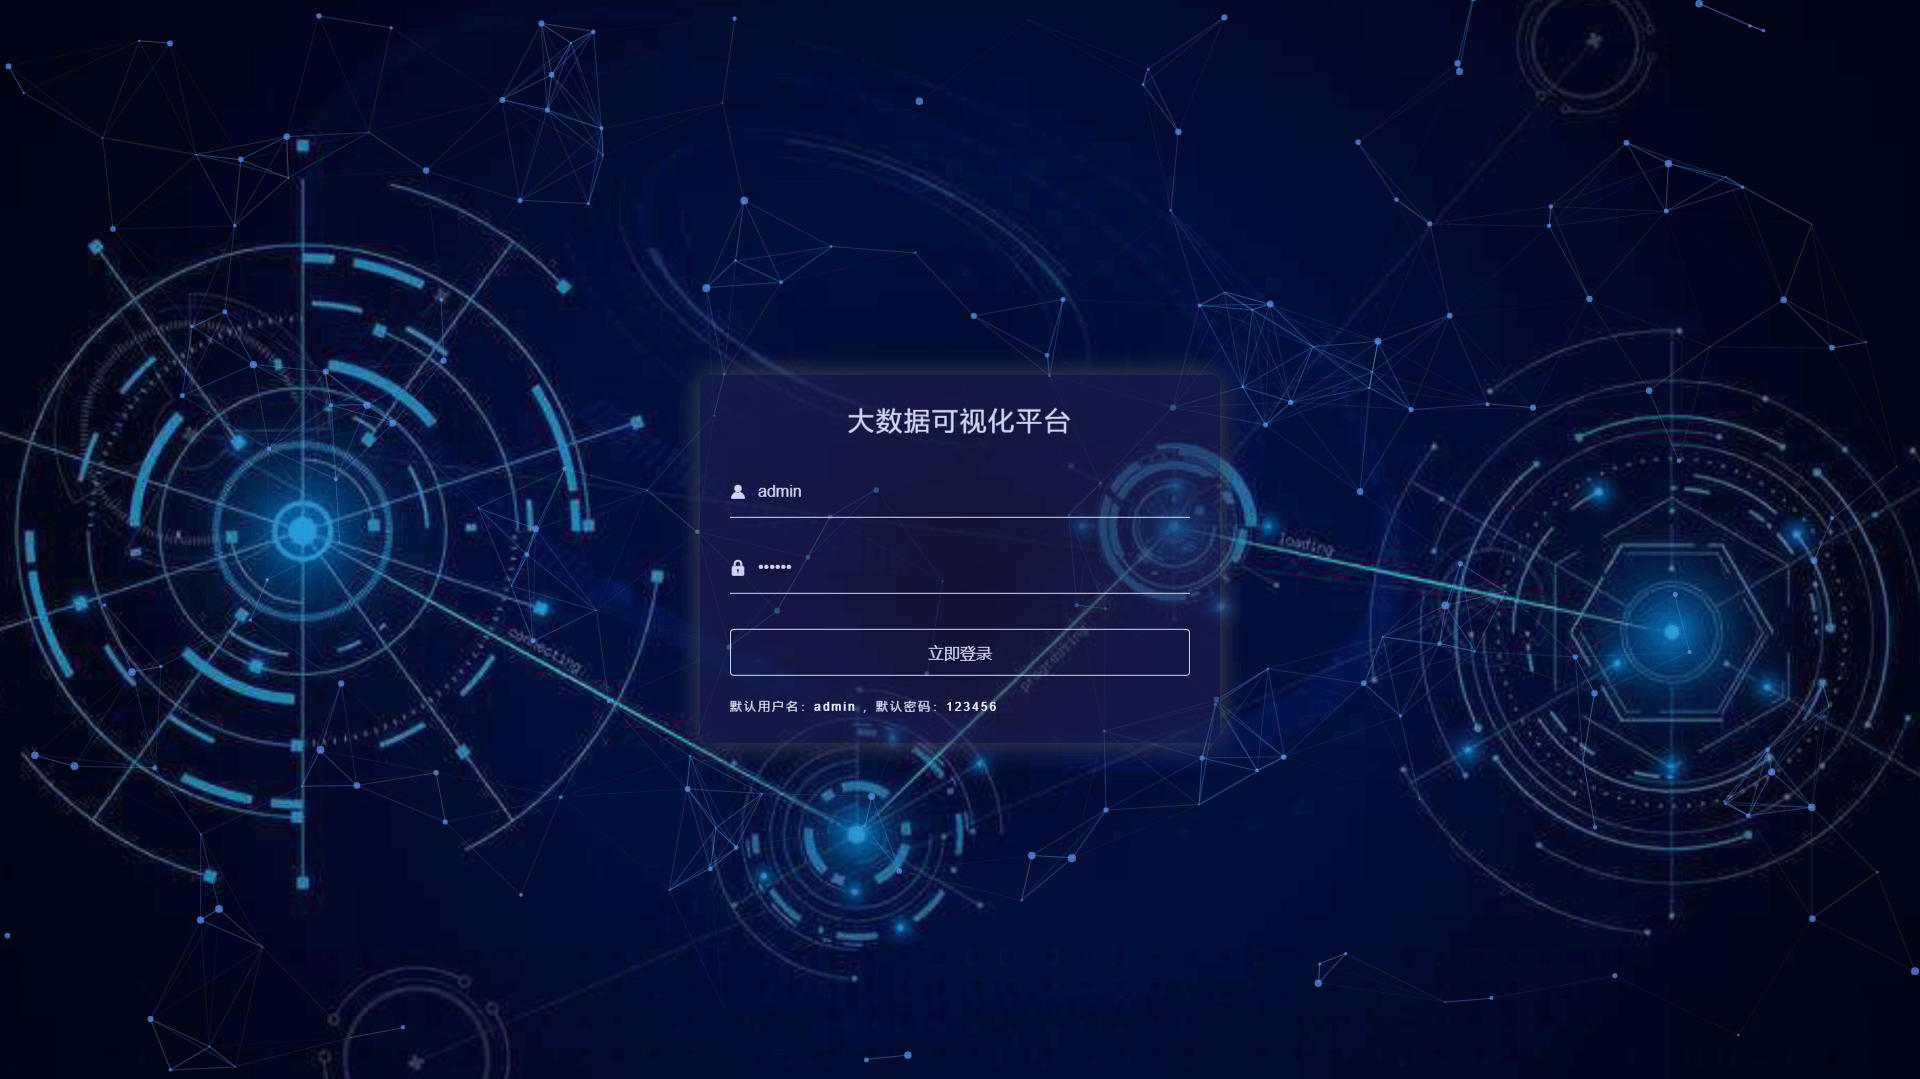 大数据可视化平台
admin
••••••
loading
立即登录
connecting
progressing
默认用户名：admin ，默认密码：123456